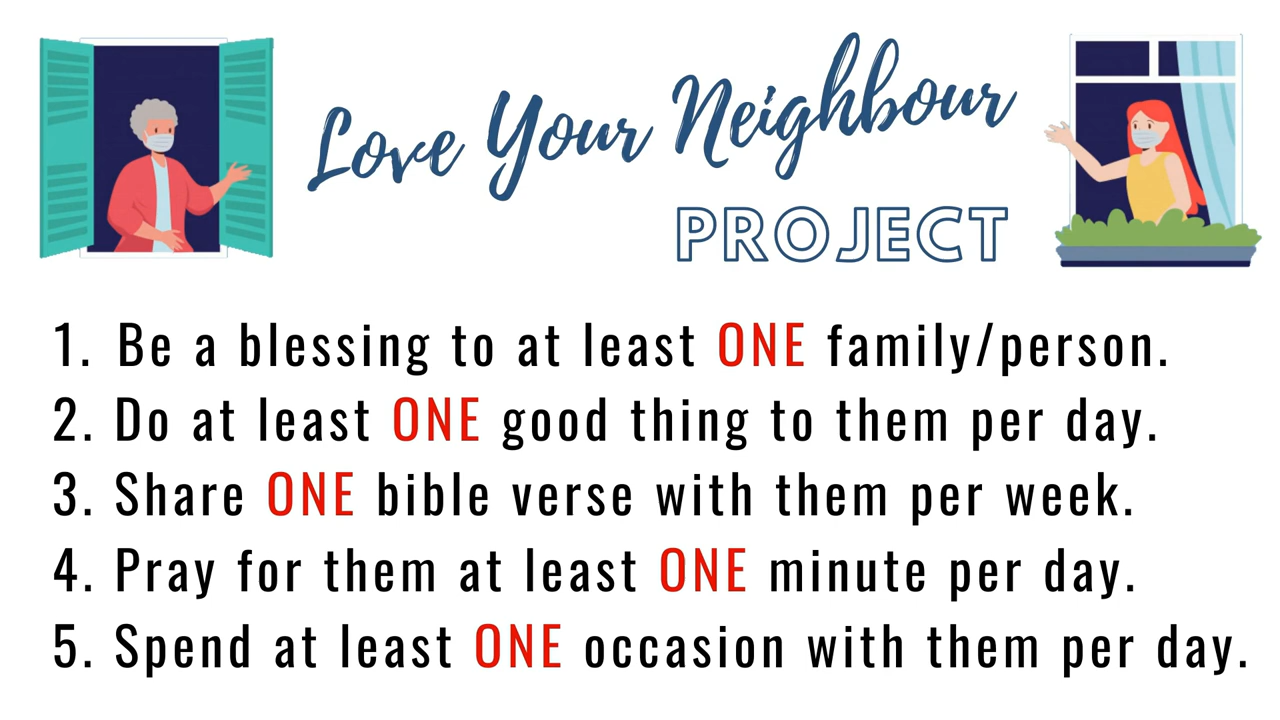 Love Your Neighbour
PROJECT
1. Be a blessing to at least ONE family/person.
2. Do at least ONE good thing to them per day.
3. Share ONE bible verse with them per week.
4. Pray for them at least ONE minute per day.
5. Spend at least ONE occasion with them per day.